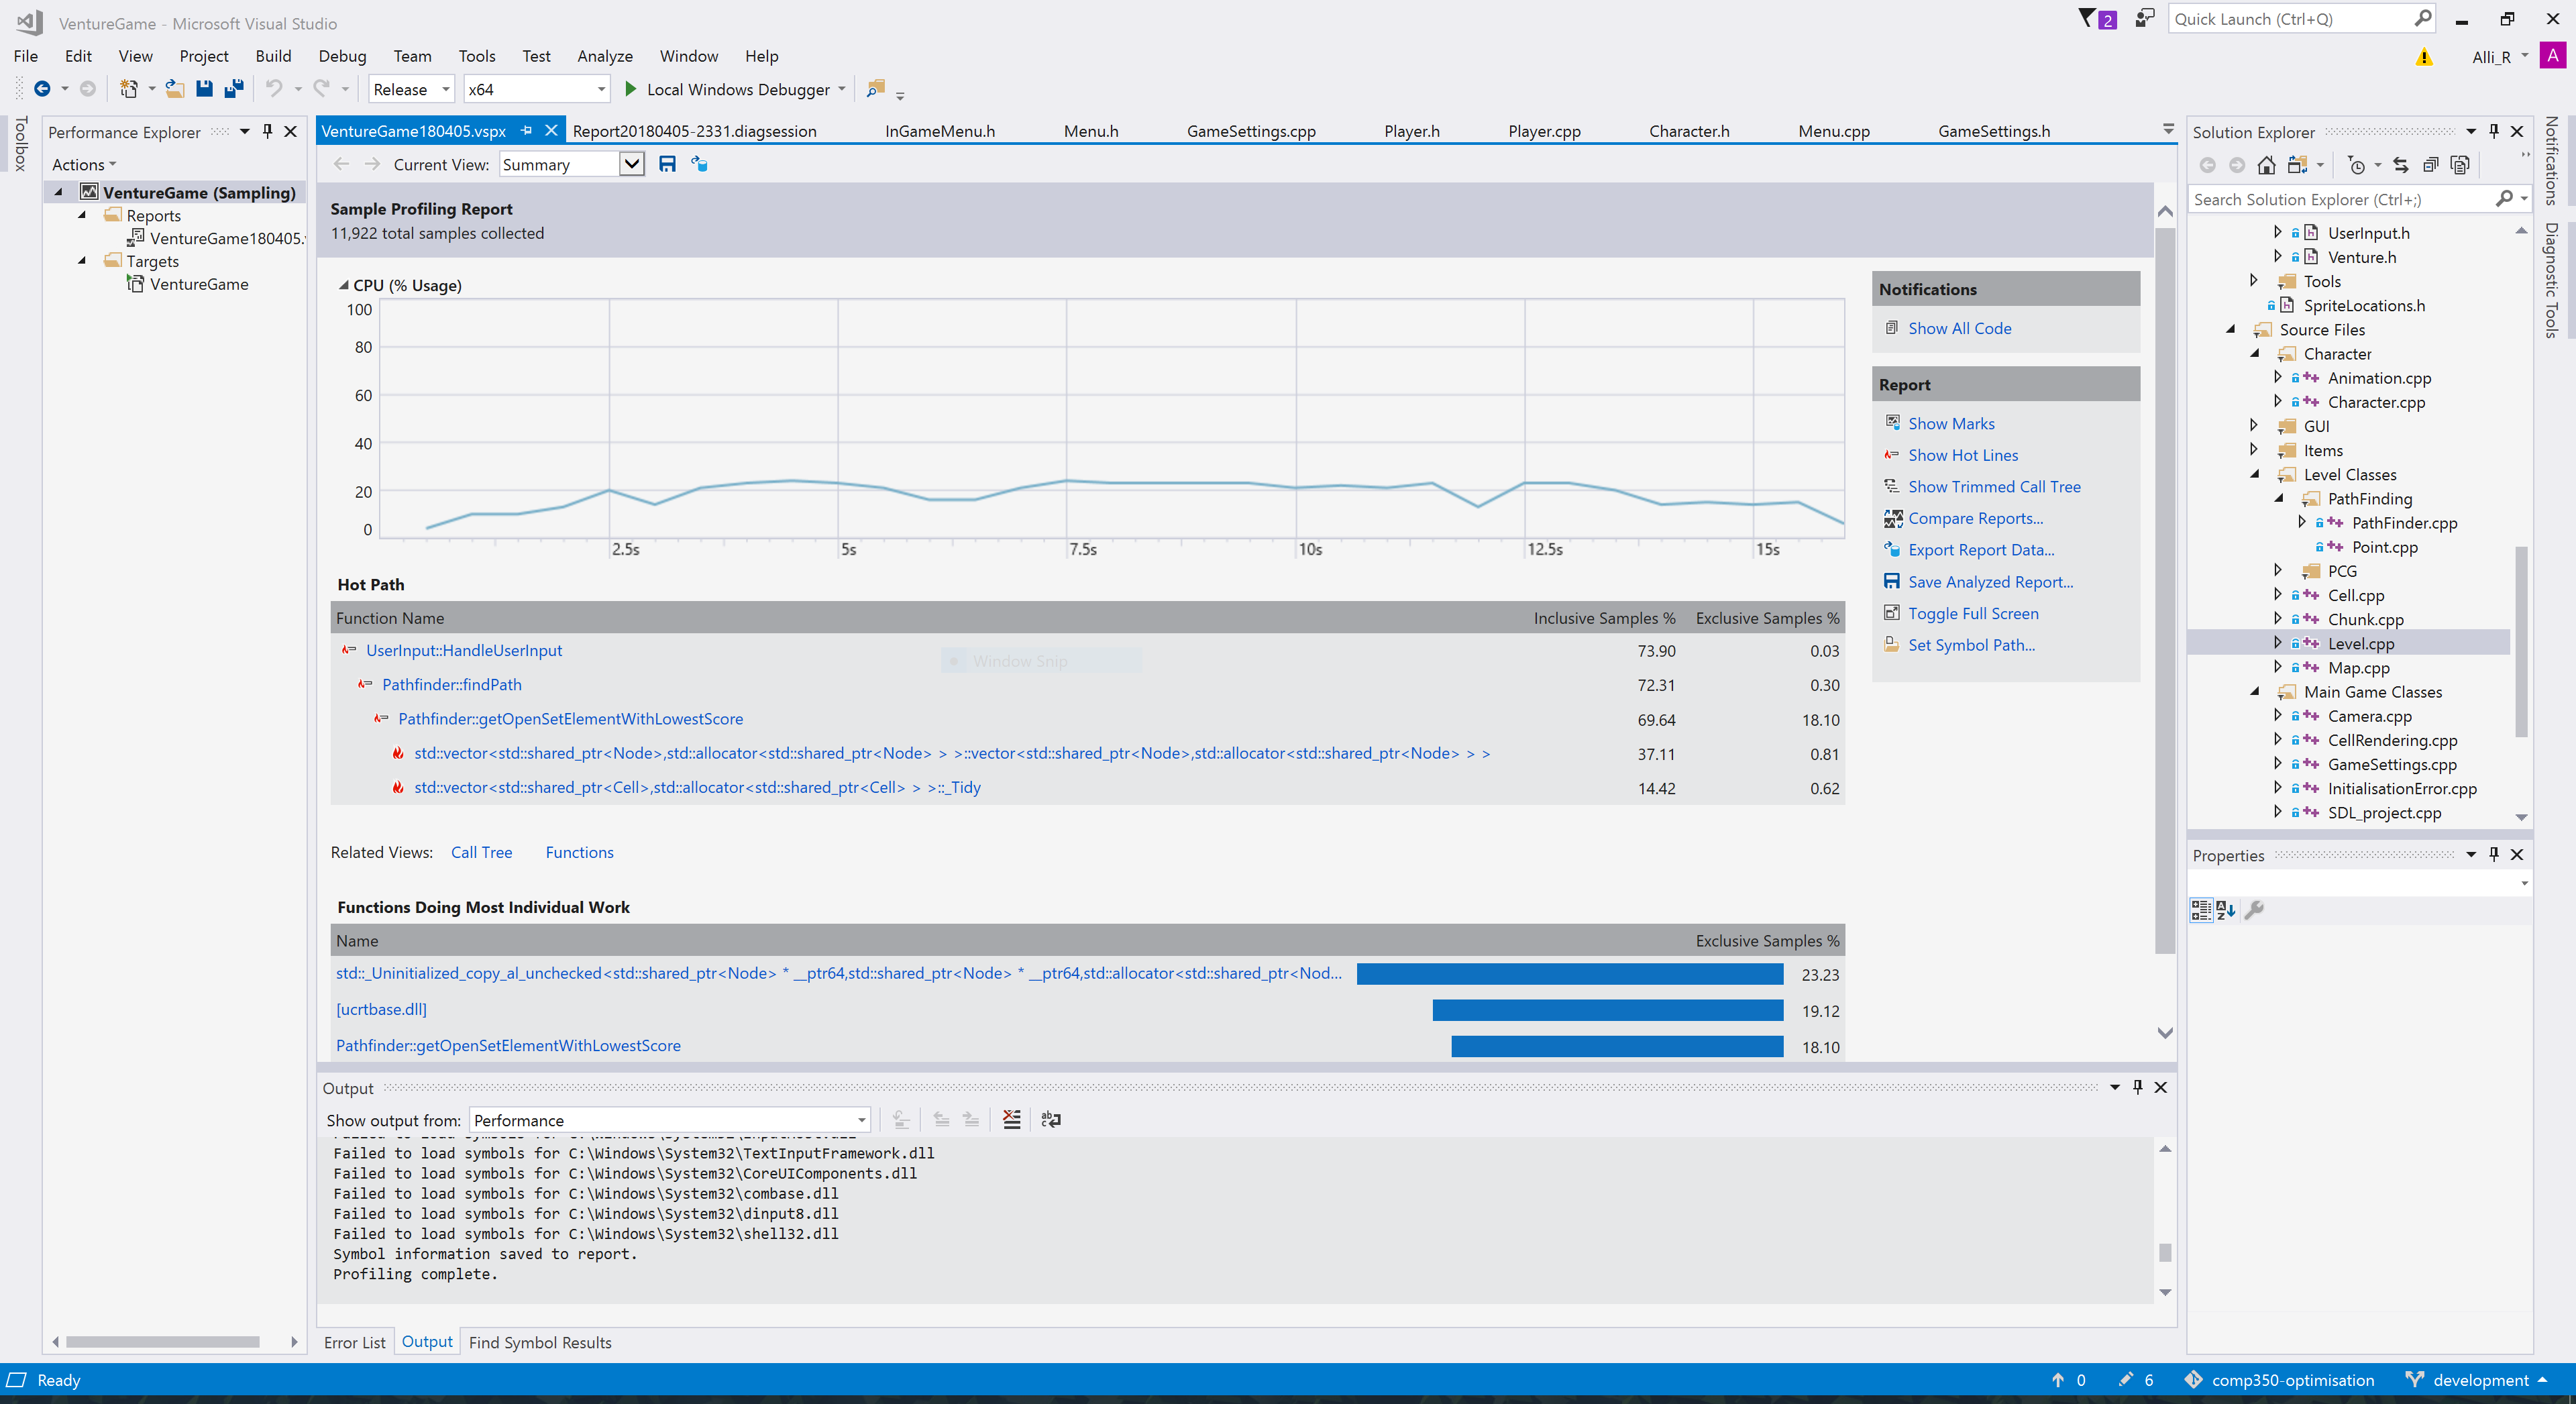 VentureGame - Microsoft Visual Studio
2
Quick Launch (Ctrl+Q)
File Edit View Project Build Debug Team Tools Test Analyze Window Help
Alli_R A
Release x64 Local Windows Debugger
Toolbox
Performance Explorer
Actions
VentureGame (Sampling)
Reports
VentureGame180405.
Targets
VentureGame
VentureGame180405.vspx Report20180405-2331.diagsession InGameMenu.h Menu.h GameSettings.cpp Player.h Player.cpp Character.h Menu.cpp GameSettings.h
Current View: Summary
Sample Profiling Report
11,922 total samples collected
CPU (% Usage)
100
80
60
40
20
0
2.5s 5s 7.5s 10s 12.5s 15s
Hot Path
Function Name Inclusive Samples % Exclusive Samples %
UserInput::HandleUserInput 73.90 0.03
Window Snip
Pathfinder::findPath 72.31 0.30
Pathfinder::getOpenSetElementWithLowestScore 69.64 18.10
std::vector<std::shared_ptr<Node>,std::allocator<std::shared_ptr<Node> > >::vector<std::shared_ptr<Node>,std::allocator<std::shared_ptr<Node> > > 37.11 0.81
std::vector<std::shared_ptr<Cell>,std::allocator<std::shared_ptr<Cell> > >::_Tidy 14.42 0.62
Related Views: Call Tree Functions
Functions Doing Most Individual Work
Name Exclusive Samples %
std::_Uninitialized_copy_al_unchecked<std::shared_ptr<Node> * __ptr64,std::shared_ptr<Node> * __ptr64,std::allocator<std::shared_ptr<Nod... 23.23
[ucrtbase.dll] 19.12
Pathfinder::getOpenSetElementWithLowestScore 18.10
Notifications
Show All Code
Report
Show Marks
Show Hot Lines
Show Trimmed Call Tree
Compare Reports...
Export Report Data...
Save Analyzed Report...
Toggle Full Screen
Set Symbol Path...
Output
Show output from: Performance
Failed to load symbols for C:\Windows\System32\TextInputFramework.dll
Failed to load symbols for C:\Windows\System32\CoreUIComponents.dll
Failed to load symbols for C:\Windows\System32\combase.dll
Failed to load symbols for C:\Windows\System32\dinput8.dll
Failed to load symbols for C:\Windows\System32\shell32.dll
Symbol information saved to report.
Profiling complete.
Error List Output Find Symbol Results
Solution Explorer
Search Solution Explorer (Ctrl+;)
UserInput.h
Venture.h
Tools
SpriteLocations.h
Source Files
Character
Animation.cpp
Character.cpp
GUI
Items
Level Classes
PathFinding
PathFinder.cpp
Point.cpp
PCG
Cell.cpp
Chunk.cpp
Level.cpp
Map.cpp
Main Game Classes
Camera.cpp
CellRendering.cpp
GameSettings.cpp
InitialisationError.cpp
SDL_project.cpp
Properties
Notifications
Diagnostic Tools
Ready 0 6 comp350-optimisation development